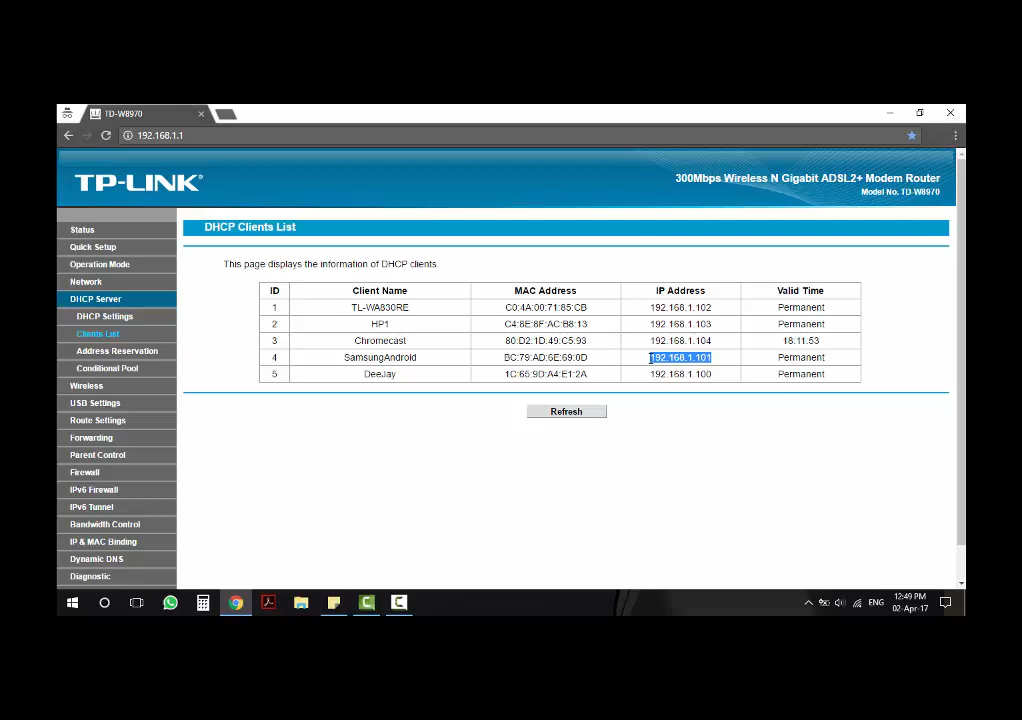 TD-W8970
192.168.1.1
TP-LINK
300Mbps Wireless N Gigabit ADSL2+ Modem Router
Model No. TD-W8970
Status
Quick Setup
Operation Mode
Network
DHCP Server
DHCP Settings
Clients List
Address Reservation
Conditional Pool
Wireless
USB Settings
Route Settings
Forwarding
Parent Control
Firewall
IPv6 Firewall
IPv6 Tunnel
Bandwidth Control
IP & MAC Binding
Dynamic DNS
Diagnostic
DHCP Clients List
This page displays the information of DHCP clients.
ID Client Name MAC Address IP Address Valid Time
1 TL-WA830RE C0:4A:00:71:85:CB 192.168.1.102 Permanent
2 HP1 C4:8E:8F:AC:B8:13 192.168.1.103 Permanent
3 Chromecast 80:D2:1D:49:C5:93 192.168.1.104 18:11:53
4 SamsungAndroid BC:79:AD:6E:69:0D 192.168.1.101 Permanent
5 DeeJay 1C:65:9D:A4:E1:2A 192.168.1.100 Permanent
Refresh
ENG
12:49 PM
02-Apr-17